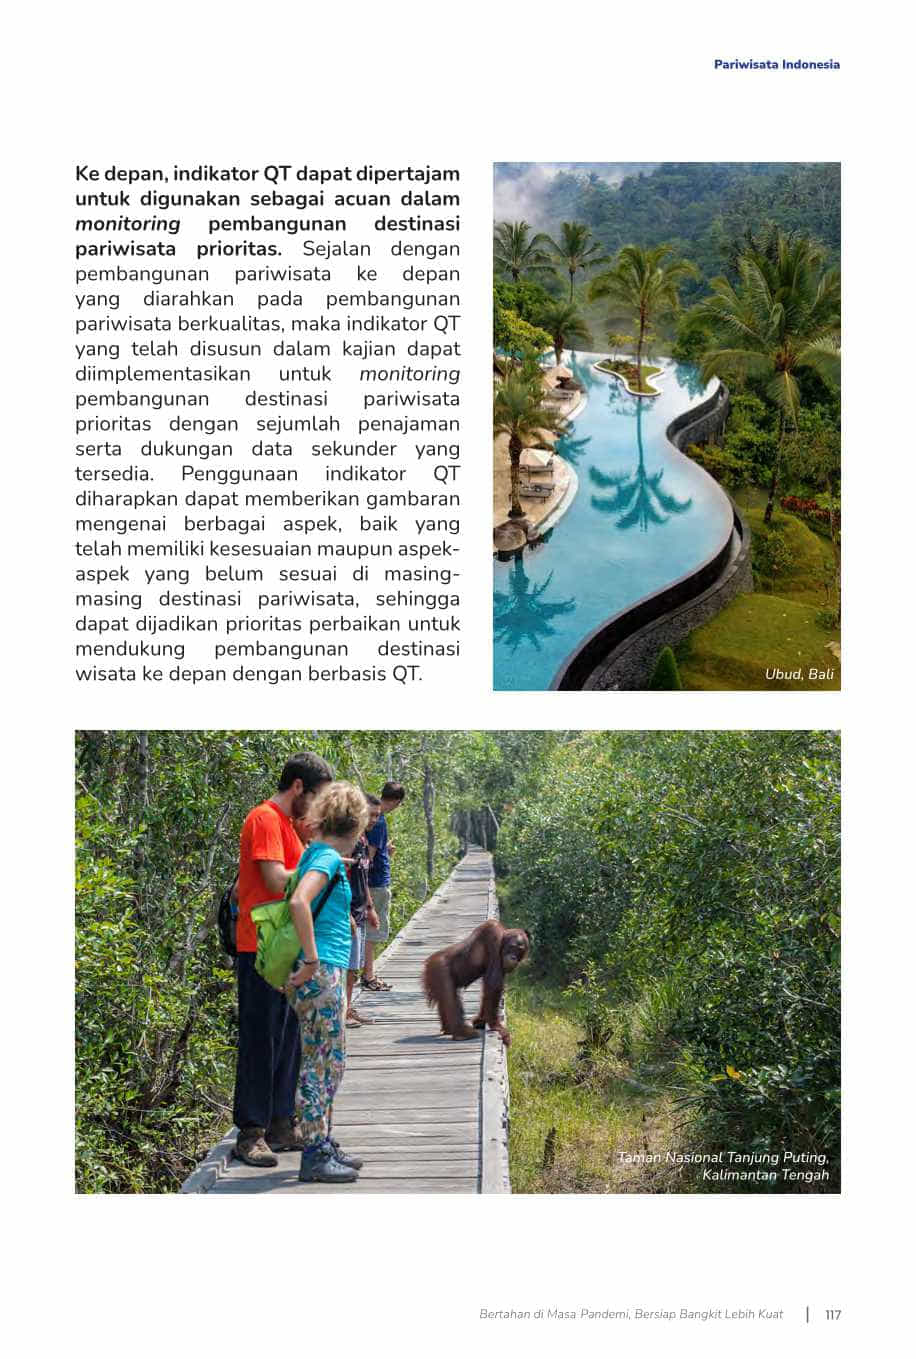 Pariwisata Indonesia
Ke depan, indikator QT dapat dipertajam
untuk digunakan sebagai acuan dalam
monitoring pembangunan destinasi
pariwisata prioritas. Sejalan dengan
pembangunan pariwisata ke depan
yang diarahkan pada pembangunan
pariwisata berkualitas, maka indikator QT
yang telah disusun dalam kajian dapat
diimplementasikan untuk monitoring
pembangunan destinasi pariwisata
prioritas dengan sejumlah penajaman
serta dukungan data sekunder yang
tersedia. Penggunaan indikator QT
diharapkan dapat memberikan gambaran
mengenai berbagai aspek, baik yang
telah memiliki kesesuaian maupun aspek-
aspek yang belum sesuai di masing-
masing destinasi pariwisata, sehingga
dapat dijadikan prioritas perbaikan untuk
mendukung pembangunan destinasi
wisata ke depan dengan berbasis QT.
Ubud, Bali
Taman Nasional Tanjung Puting,
Kalimantan Tengah
Bertahan di Masa Pandemi, Bersiap Bangkit Lebih Kuat | 117